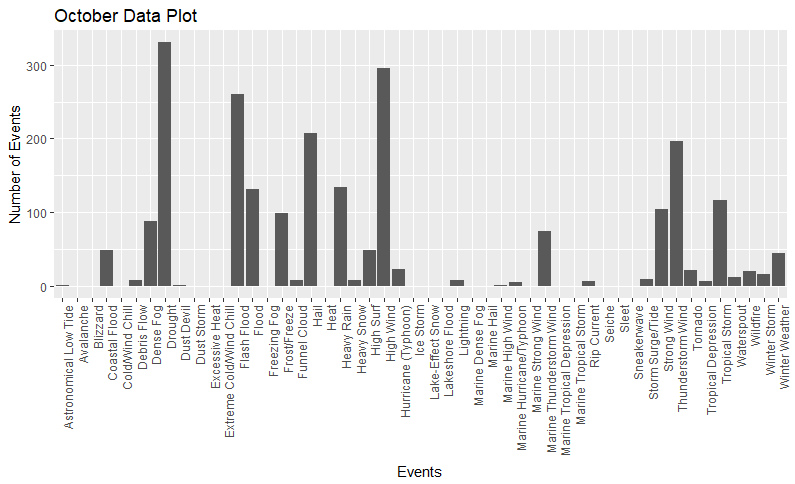 October Data Plot
Number of Events
300
200
100
0
Astronomical Low Tide
Avalanche
Blizzard
Coastal Flood
Cold/Wind Chill
Debris Flow
Dense Fog
Drought
Dust Devil
Dust Storm
Excessive Heat
Extreme Cold/Wind Chill
Flash Flood
Flood
Freezing Fog
Frost/Freeze
Funnel Cloud
Hail
Heat
Heavy Rain
Heavy Snow
High Surf
High Wind
Hurricane (Typhoon)
Ice Storm
Lake-Effect Snow
Lakeshore Flood
Lightning
Marine Dense Fog
Marine Hail
Marine High Wind
Marine Hurricane/Typhoon
Marine Strong Wind
Marine Thunderstorm Wind
Marine Tropical Depression
Marine Tropical Storm
Rip Current
Seiche
Sleet
Sneakerwave
Storm Surge/Tide
Strong Wind
Thunderstorm Wind
Tornado
Tropical Depression
Tropical Storm
Waterspout
Wildfire
Winter Storm
Winter Weather
Events